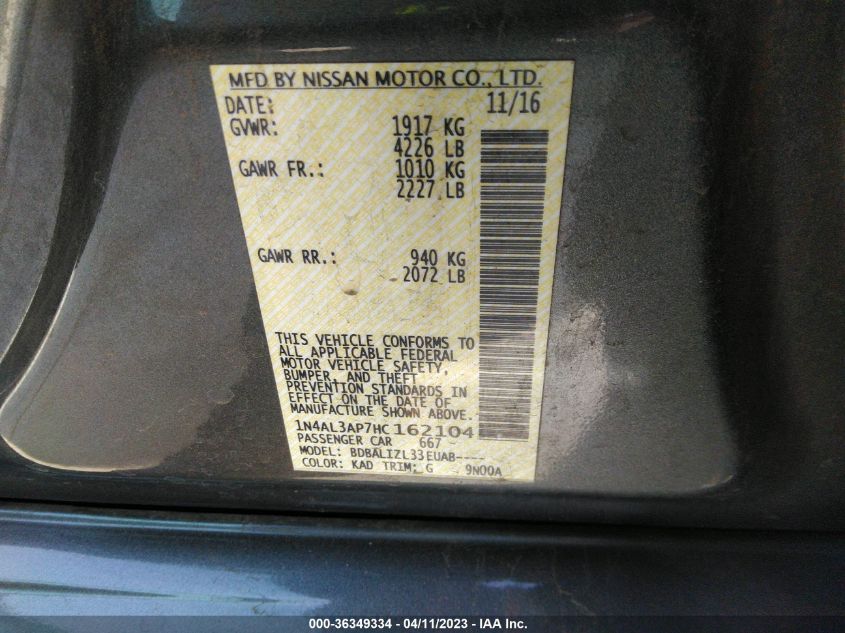 MFD BY NISSAN MOTOR CO., LTD.
DATE: 11/16
GVWR: 1917 KG
4226 LB
GAWR FR.: 1010 KG
2227 LB
GAWR RR.: 940 KG
2072 LB
THIS VEHICLE CONFORMS TO
ALL APPLICABLE FEDERAL
MOTOR VEHICLE SAFETY,
BUMPER, AND THEFT
PREVENTION STANDARDS IN
EFFECT ON THE DATE OF
MANUFACTURE SHOWN ABOVE.
1N4AL3AP7HC162104
PASSENGER CAR 667
MODEL: BDBALIZL33EUAB----
COLOR: KAD TRIM: G 9N00A
000-36349334 / 04/11/2023 - IAA Inc.